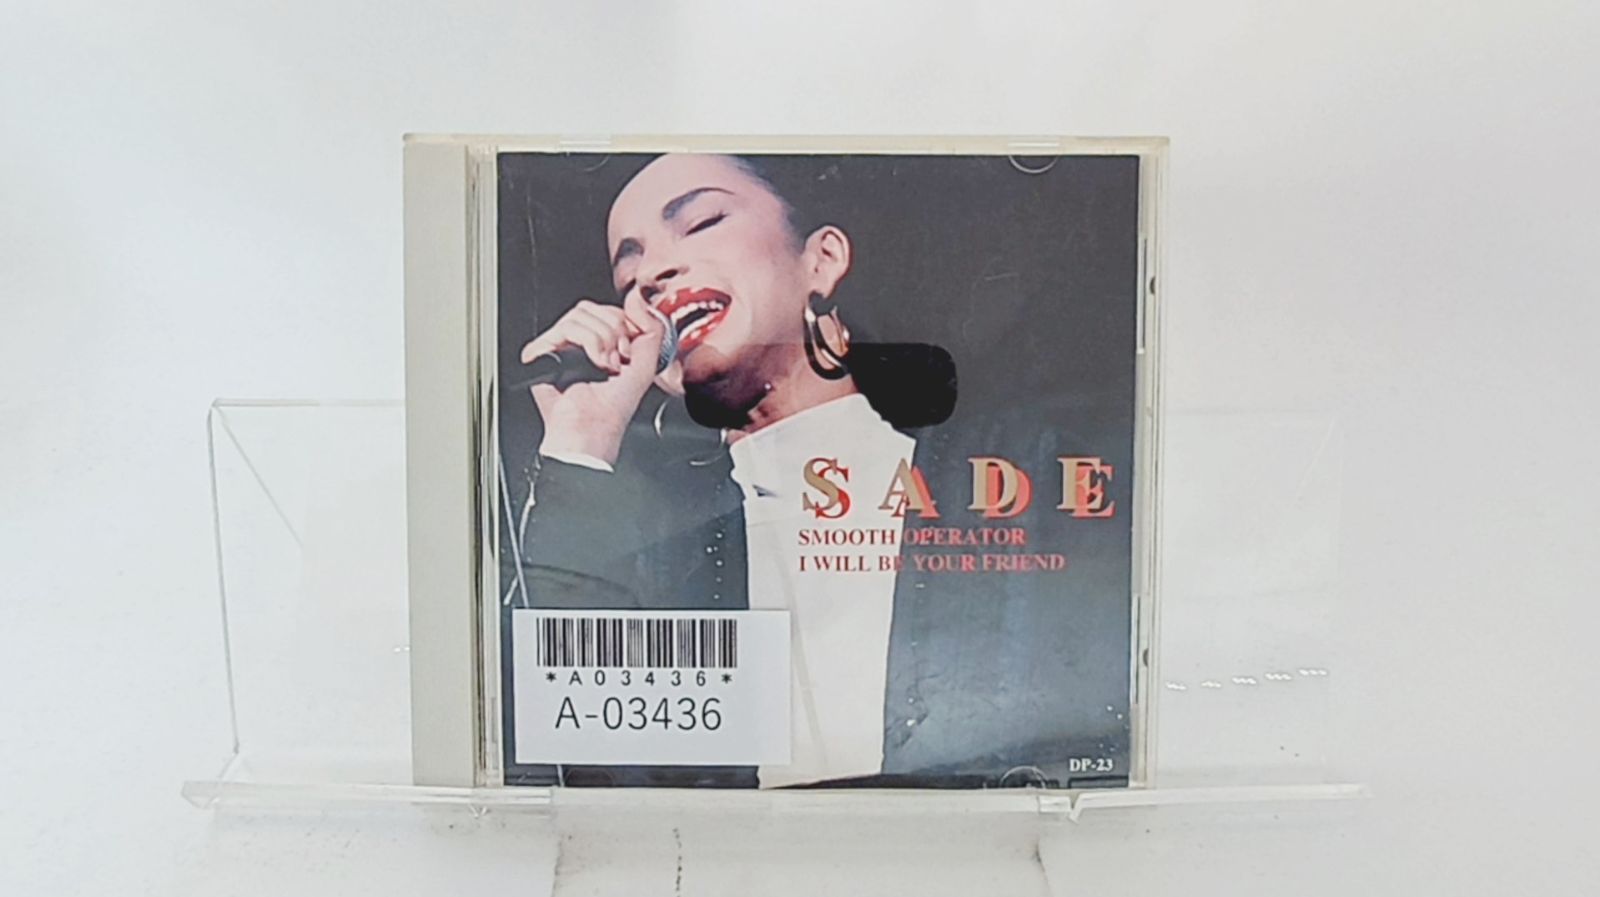 SADE
SMOOTH OPERATOR
I WILL BE YOUR FRIEND
*A03436*
A-03436
DP-23